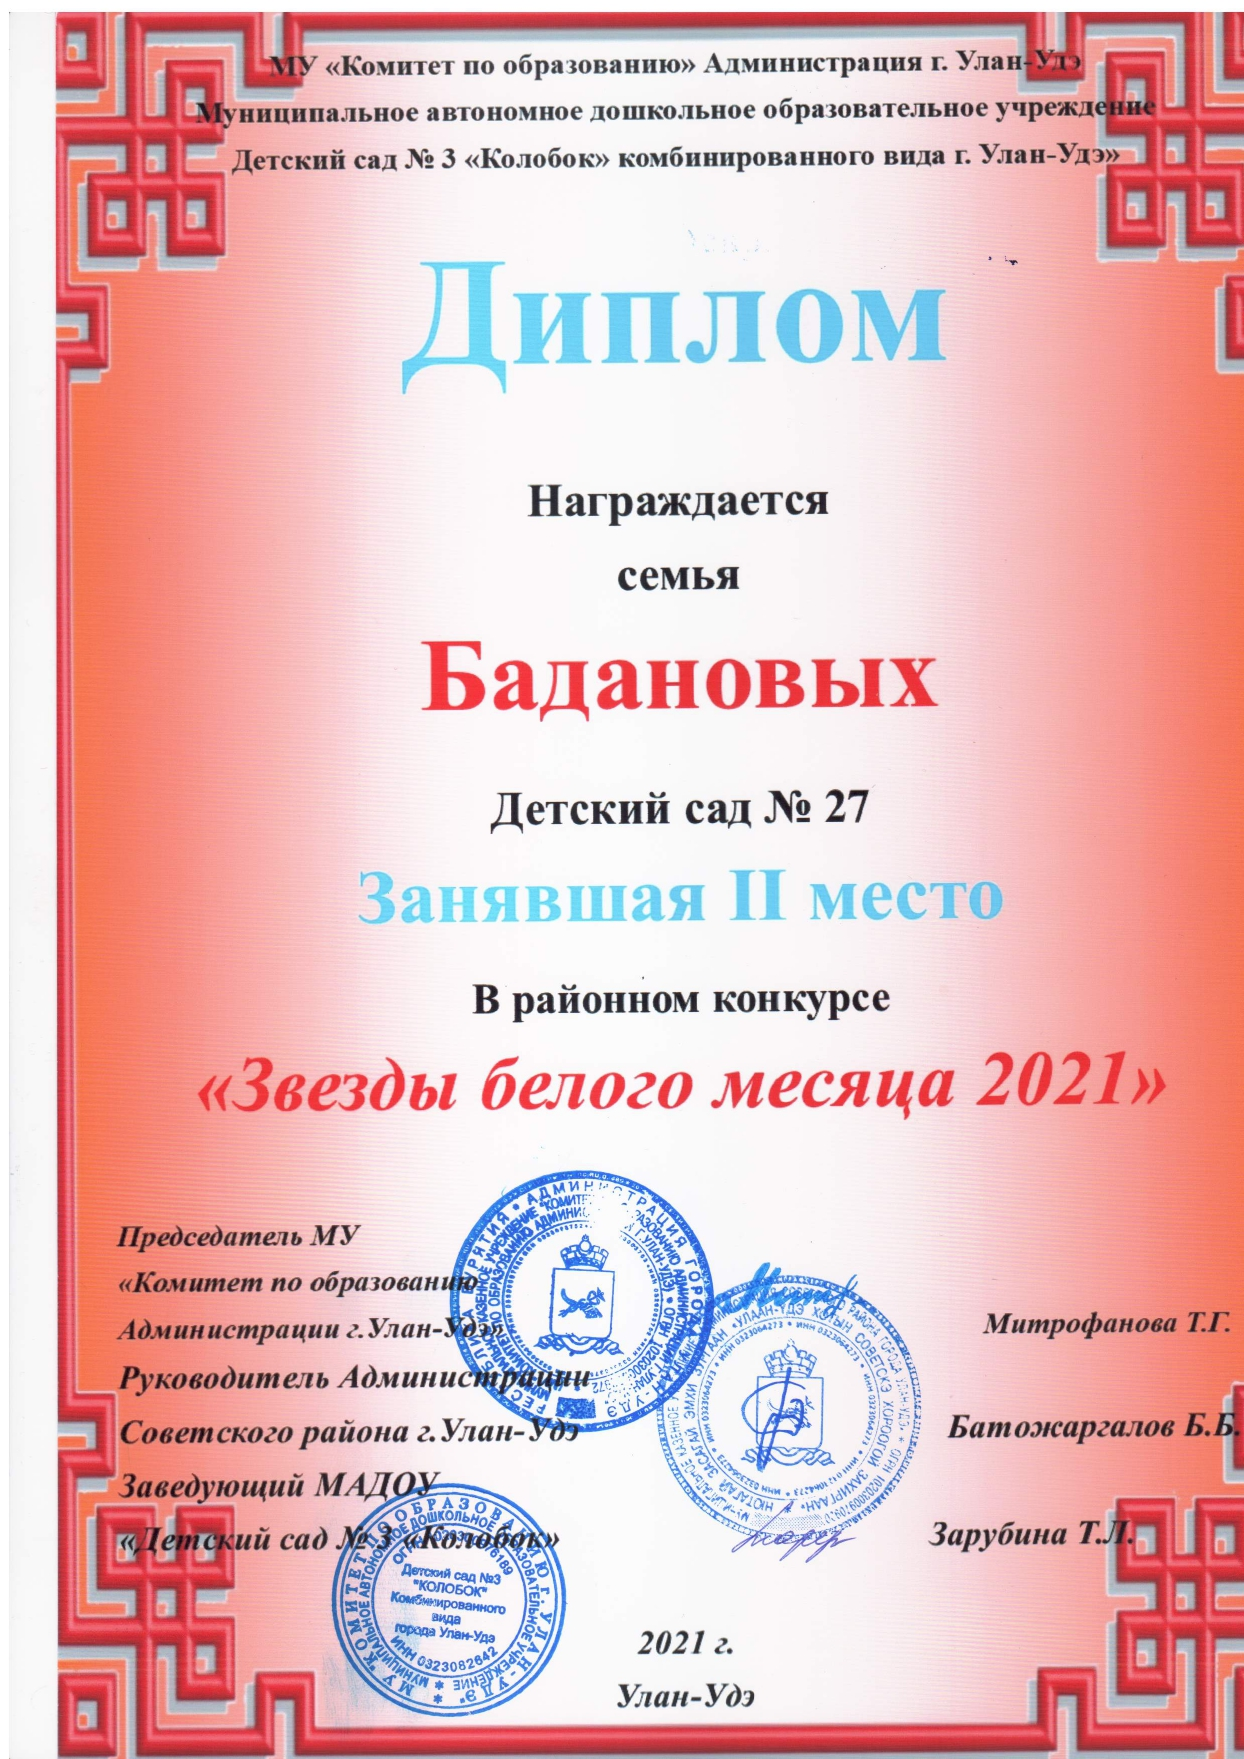 МУ «Комитет по образованию» Администрация г. Улан-Удэ
Муниципальное автономное дошкольное образовательное учреждение
Детский сад № 3 «Колобок» комбинированного вида г. Улан-Удэ»
Диплом
Награждается
семья
Бадановых
Детский сад № 27
Занявшая II место
В районном конкурсе
«Звезды белого месяца 2021»
Председатель МУ
«Комитет по образованию
Администрации г.Улан-Удэ»
Митрофанова Т.Г.
Руководитель Администрации
Советского района г.Улан-Удэ
Батожаргалов Б.Б.
Заведующий МАДОУ
«Детский сад № 3 «Колобок»
Зарубина Т.Л.
Детский сад №3
"КОЛОБОК"
Комбинированного
вида
города Улан-Удэ
ИНН 0323082642
2021 г.
Улан-Удэ